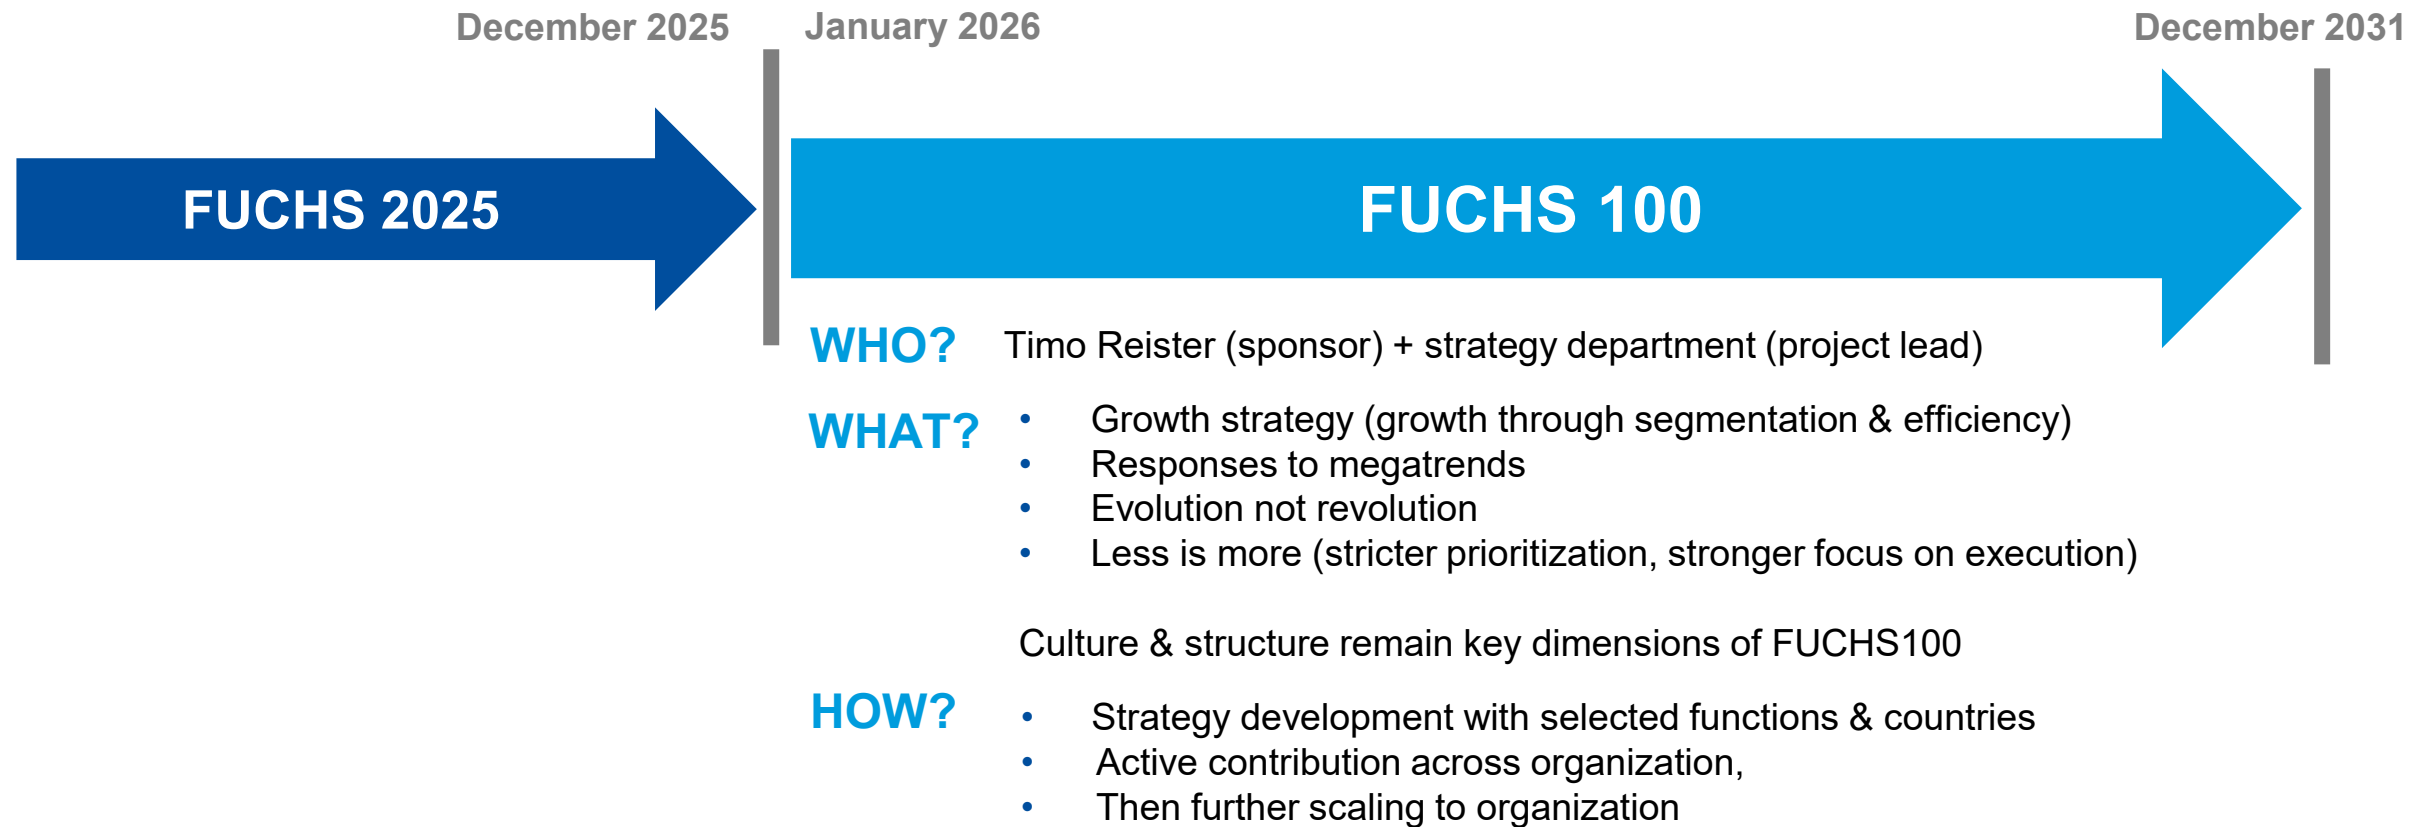 December 2025
January 2026
December 2031
FUCHS 2025
FUCHS 100
WHO?
Timo Reister (sponsor) + strategy department (project lead)
WHAT?
• Growth strategy (growth through segmentation & efficiency)
• Responses to megatrends
• Evolution not revolution
• Less is more (stricter prioritization, stronger focus on execution)
Culture & structure remain key dimensions of FUCHS100
HOW?
• Strategy development with selected functions & countries
• Active contribution across organization,
• Then further scaling to organization